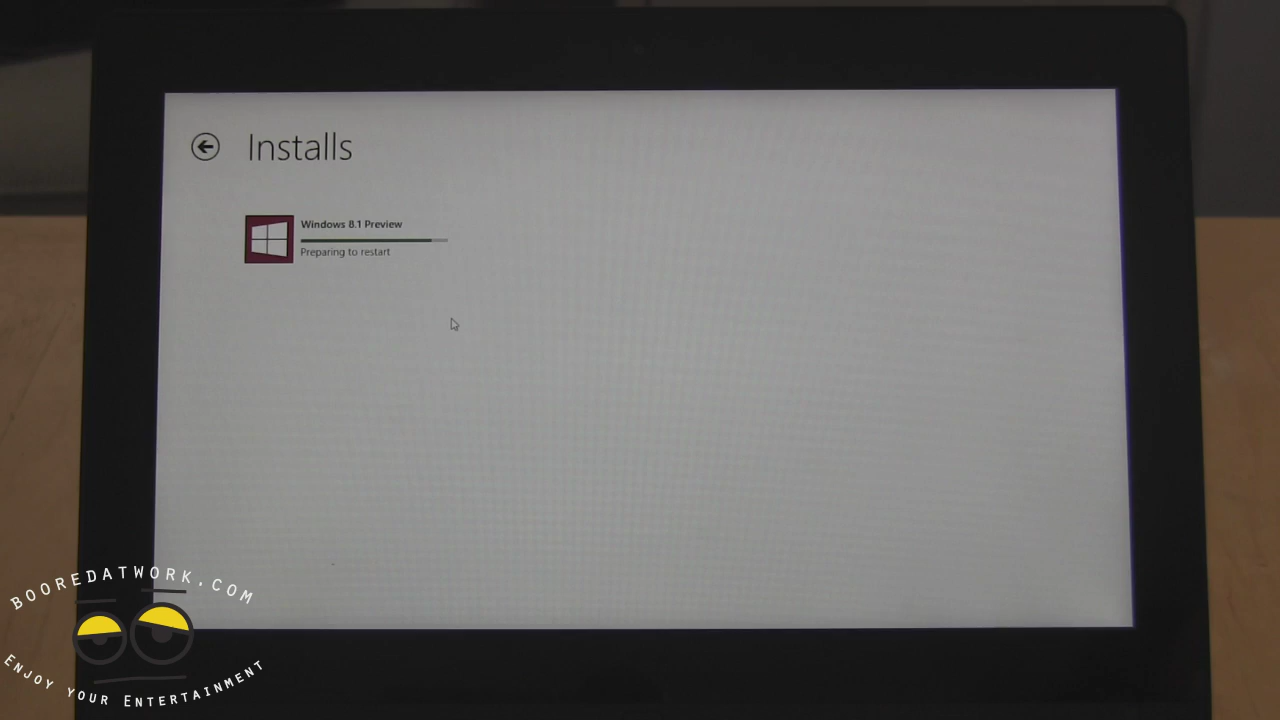 Installs
Windows 8.1 Preview
Preparing to restart
BOOREDATWORK.COM
ENJOY YOUR ENTERTAINMENT